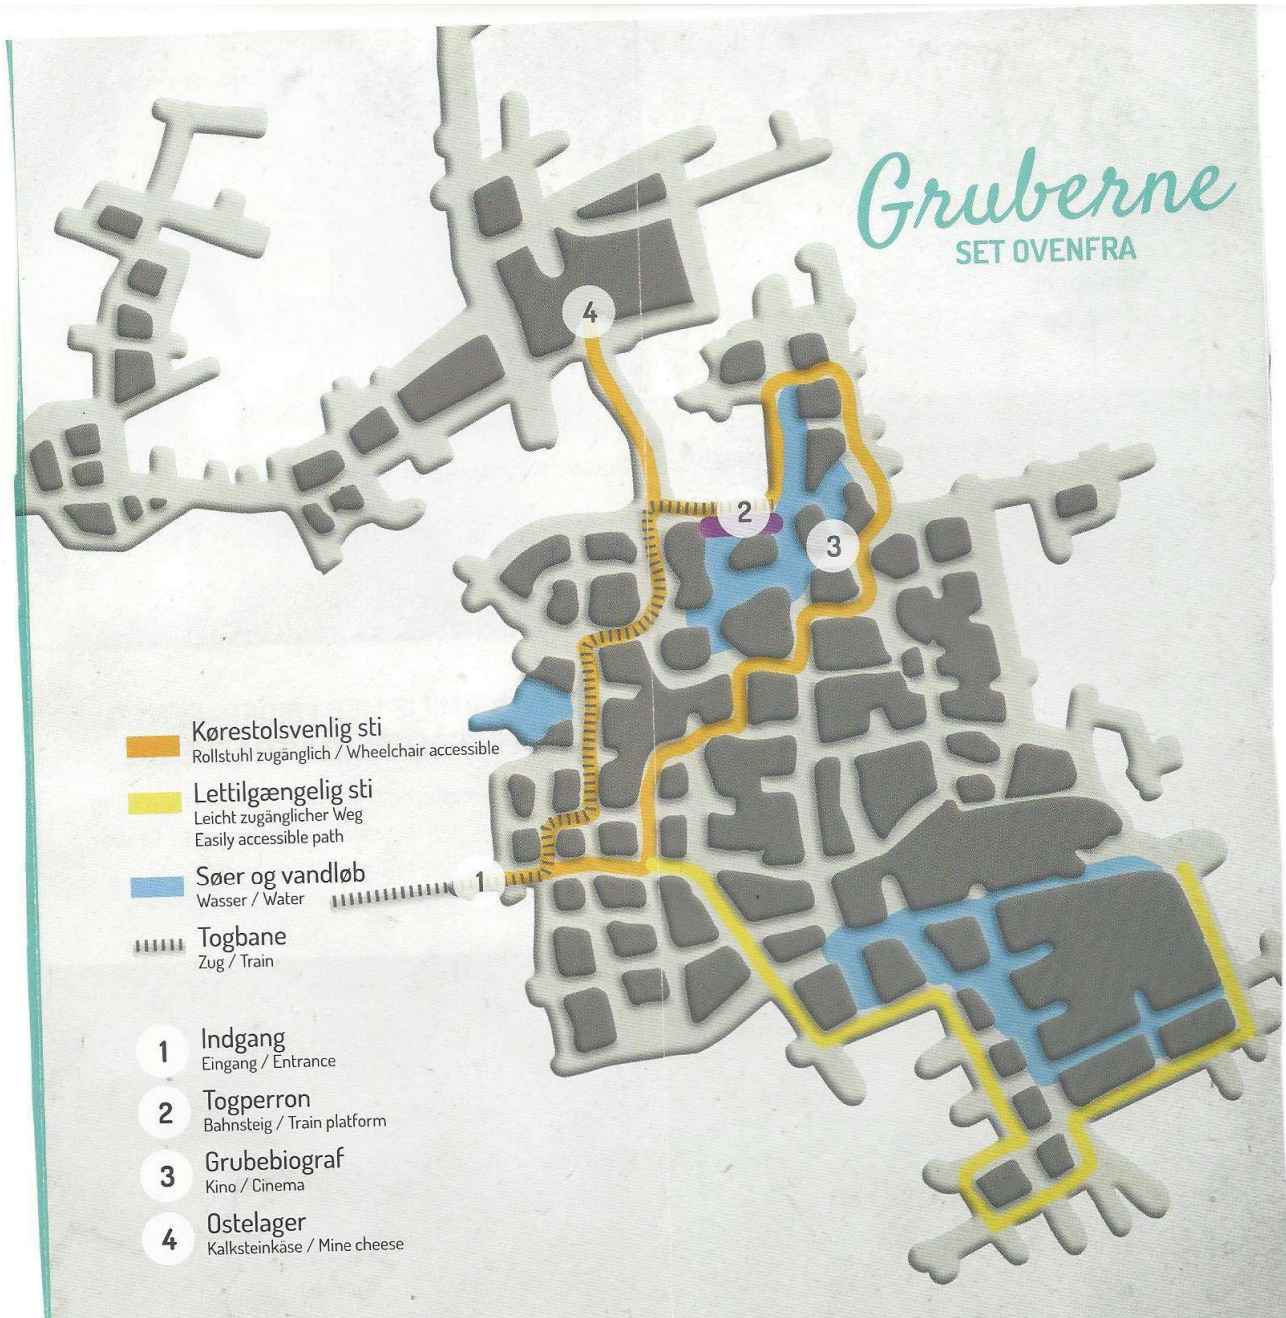 Gruberne
SET OVENFRA
4
2
3
1
Kørestolsvenlig sti
Rollstuhl zugänglich / Wheelchair accessible
Lettilgængelig sti
Leicht zugänglicher Weg
Easily accessible path
Søer og vandløb
Wasser / Water
Togbane
Zug / Train
1 Indgang
Eingang / Entrance
2 Togperron
Bahnsteig / Train platform
3 Grubebiograf
Kino / Cinema
4 Ostelager
Kalksteinkäse / Mine cheese